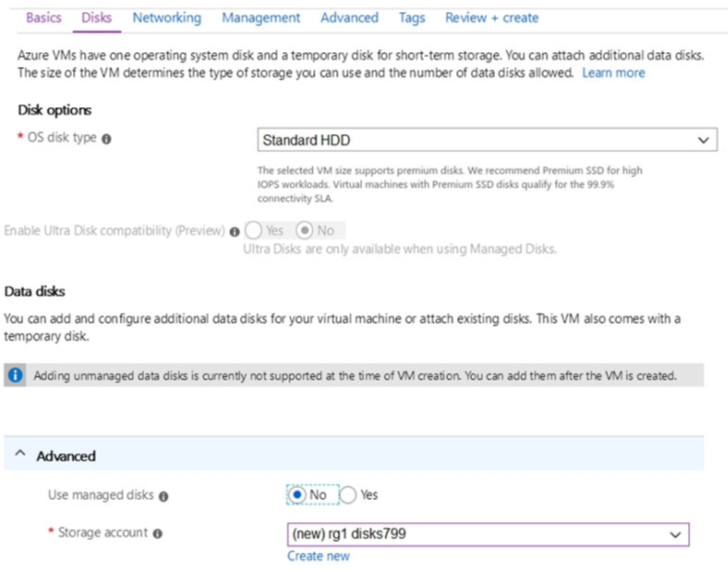 Basics Disks Networking Management Advanced Tags Review + create
Azure VMs have one operating system disk and a temporary disk for short-term storage. You can attach additional data disks.
The size of the VM determines the type of storage you can use and the number of data disks allowed. Learn more
Disk options
* OS disk type
Standard HDD
The selected VM size supports premium disks. We recommend Premium SSD for high
IOPS workloads. Virtual machines with Premium SSD disks qualify for the 99.9%
connectivity SLA.
Enable Ultra Disk compatibility (Preview) Yes No
Ultra Disks are only available when using Managed Disks.
Data disks
You can add and configure additional data disks for your virtual machine or attach existing disks. This VM also comes with a
temporary disk.
Adding unmanaged data disks is currently not supported at the time of VM creation. You can add them after the VM is created.
Advanced
Use managed disks No Yes
* Storage account (new) rg1 disks799
Create new